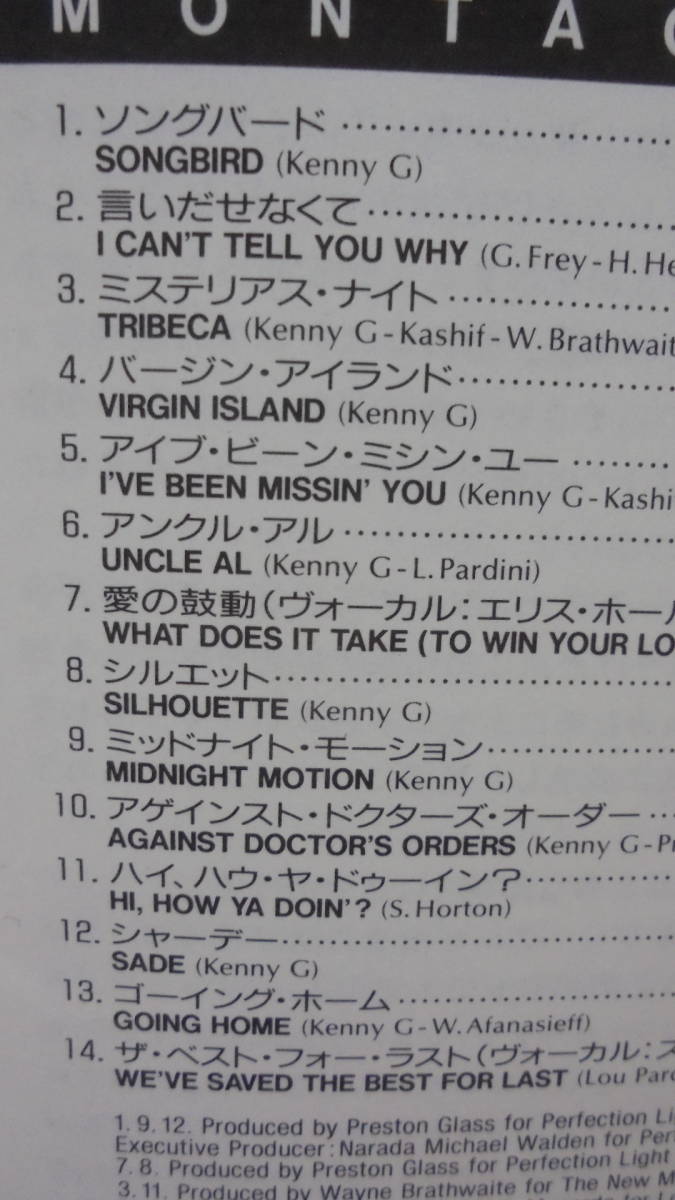 MONTA
1. ソングバード
SONGBIRD (Kenny G)
2. 言いだせなくて
I CAN'T TELL YOU WHY (G. Frey - H. He
3. ミステリアス・ナイト
TRIBECA (Kenny G - Kashif - W. Brathwait
4. バージン・アイランド
VIRGIN ISLAND (Kenny G)
5. アイブ・ビーン・ミシン・ユー
I'VE BEEN MISSIN' YOU (Kenny G - Kashi
6. アンクル・アル
UNCLE AL (Kenny G - L. Pardini)
7. 愛の鼓動(ヴォーカル:エリス・ホール
WHAT DOES IT TAKE (TO WIN YOUR LO
8. シルエット
SILHOUETTE (Kenny G)
9. ミッドナイト・モーション
MIDNIGHT MOTION (Kenny G)
10. アゲインスト・ドクターズ・オーダー
AGAINST DOCTOR'S ORDERS (Kenny G - Pr
11. ハイ、ハウ・ヤ・ドゥーイン?
HI, HOW YA DOIN'? (S. Horton)
12. シャーデー
SADE (Kenny G)
13. ゴーイング・ホーム
GOING HOME (Kenny G - W. Afanasieff)
14. ザ・ベスト・フォー・ラスト(ヴォーカル:ス
WE'VE SAVED THE BEST FOR LAST (Lou Pard
1. 9. 12. Produced by Preston Glass for Perfection Li
Executive Producer: Narada Michael Walden for Per
7. 8. Produced by Preston Glass for Perfection Light
3. 11. Produced by Wayne Brathwaite for The New M